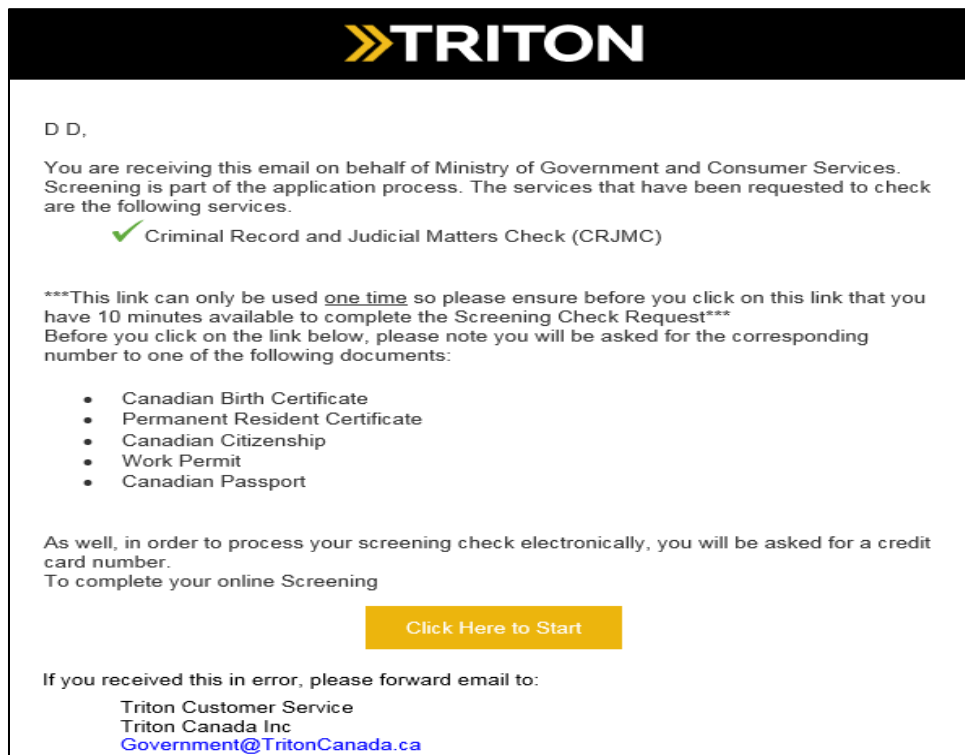 TRITON
D D,
You are receiving this email on behalf of Ministry of Government and Consumer Services.
Screening is part of the application process. The services that have been requested to check
are the following services.
Criminal Record and Judicial Matters Check (CRJMC)
***This link can only be used one time so please ensure before you click on this link that you
have 10 minutes available to complete the Screening Check Request***
Before you click on the link below, please note you will be asked for the corresponding
number to one of the following documents:
• Canadian Birth Certificate
• Permanent Resident Certificate
• Canadian Citizenship
• Work Permit
• Canadian Passport
As well, in order to process your screening check electronically, you will be asked for a credit
card number.
To complete your online Screening
Click Here to Start
If you received this in error, please forward email to:
Triton Customer Service
Triton Canada Inc
Government@TritonCanada.ca